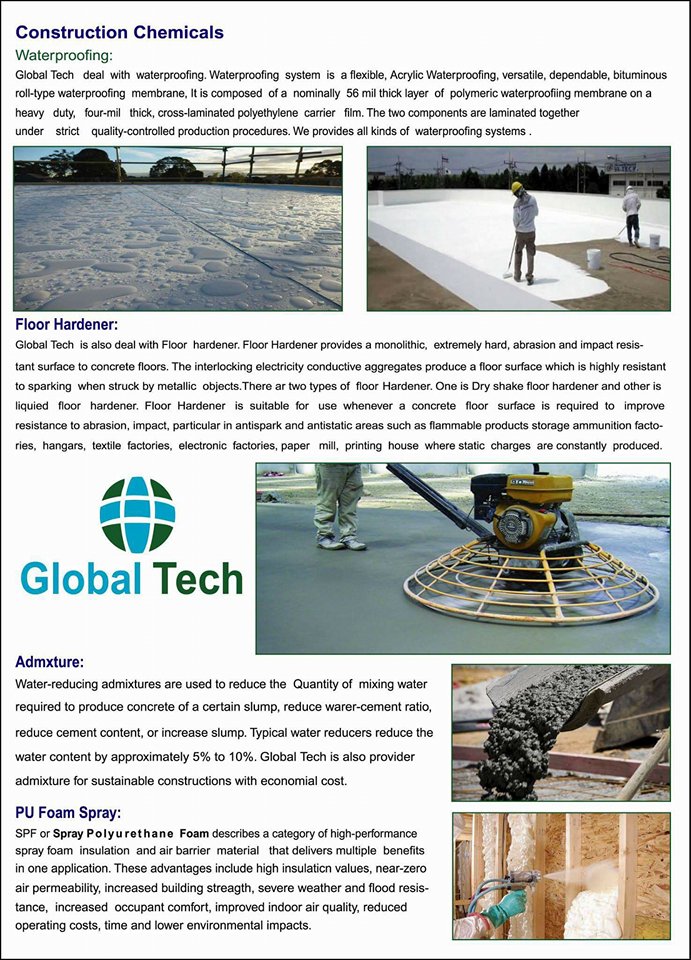 Construction Chemicals
Waterproofing:
Global Tech deal with waterproofing. Waterproofing system is a flexible, Acrylic Waterproofing, versatile, dependable, bituminous
roll-type waterproofing membrane, It is composed of a nominally 56 mil thick layer of polymeric waterproofiing membrane on a
heavy duty, four-mil thick, cross-laminated polyethylene carrier film. The two components are laminated together
under strict quality-controlled production procedures. We provides all kinds of waterproofing systems .
Floor Hardener:
Global Tech is also deal with Floor hardener. Floor Hardener provides a monolithic, extremely hard, abrasion and impact resis-
tant surface to concrete floors. The interlocking electricity conductive aggregates produce a floor surface which is highly resistant
to sparking when struck by metallic objects.There ar two types of floor Hardener. One is Dry shake floor hardener and other is
liquied floor hardener. Floor Hardener is suitable for use whenever a concrete floor surface is required to improve
resistance to abrasion, impact, particular in antispark and antistatic areas such as flammable products storage ammunition facto-
ries, hangars, textile factories, electronic factories, paper mill, printing house where static charges are constantly produced.
Global Tech
Admxture:
Water-reducing admixtures are used to reduce the Quantity of mixing water
required to produce concrete of a certain slump, reduce warer-cement ratio,
reduce cement content, or increase slump. Typical water reducers reduce the
water content by approximately 5% to 10%. Global Tech is also provider
admixture for sustainable constructions with economial cost.
PU Foam Spray:
SPF or Spray Polyurethane Foam describes a category of high-performance
spray foam insulation and air barrier material that delivers multiple benefits
in one application. These advantages include high insulaticn values, near-zero
air permeability, increased building streagth, severe weather and flood resis-
tance, increased occupant comfort, improved indoor air quality, reduced
operating costs, time and lower environmental impacts.